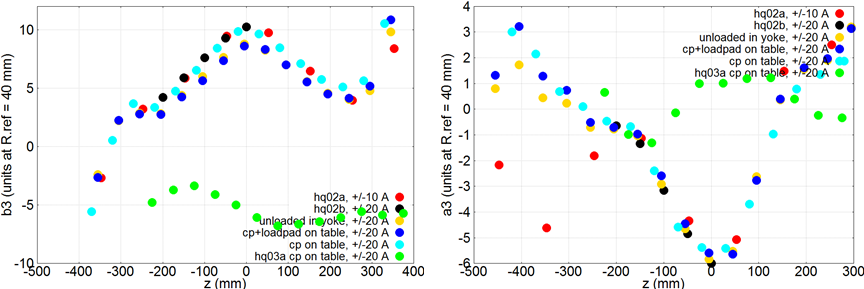 b3 (units at R.ref = 40 mm)
10
5
0
-5
-10
-500 -400 -300 -200 -100 0 100 200 300 400 500
z (mm)
hq02a, +/-10 A
hq02b, +/-20 A
unloaded in yoke, +/-20 A
cp+loadpad on table, +/-20 A
cp on table, +/-20 A
hq03a cp on table, +/-20 A
a3 (units at R.ref = 40 mm)
4
3
2
1
0
-1
-2
-3
-4
-5
-6
-500 -400 -300 -200 -100 0 100 200 300
z (mm)
hq02a, +/-10 A
hq02b, +/-20 A
unloaded in yoke, +/-20 A
cp+loadpad on table, +/-20 A
cp on table, +/-20 A
hq03a cp on table, +/-20 A